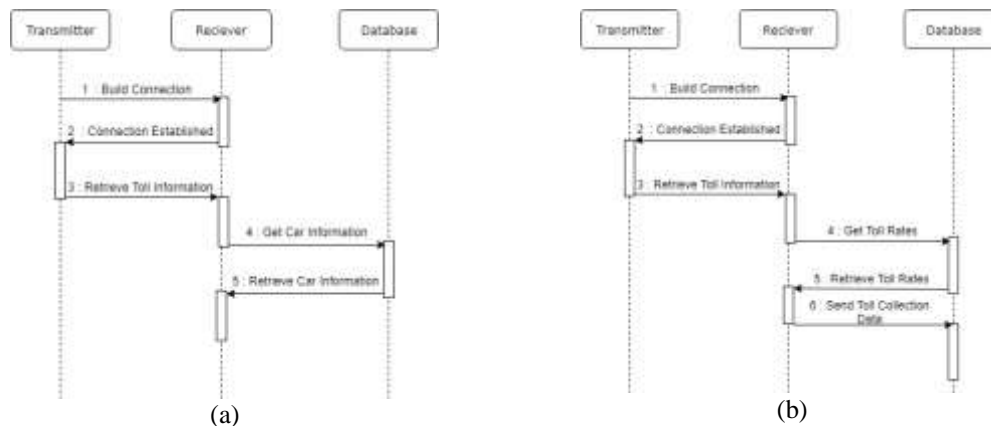 Transmitter
Reciever
Database
1 : Build Connection
2 : Connection Established
3 : Retrieve Toll Information
4 : Get Car Information
5 : Retrieve Car Information
(a)
Transmitter
Reciever
Database
1 : Build Connection
2 : Connection Established
3 : Retrieve Toll Information
4 : Get Toll Rates
5 : Retrieve Toll Rates
6 : Send Toll Collection
Data
(b)